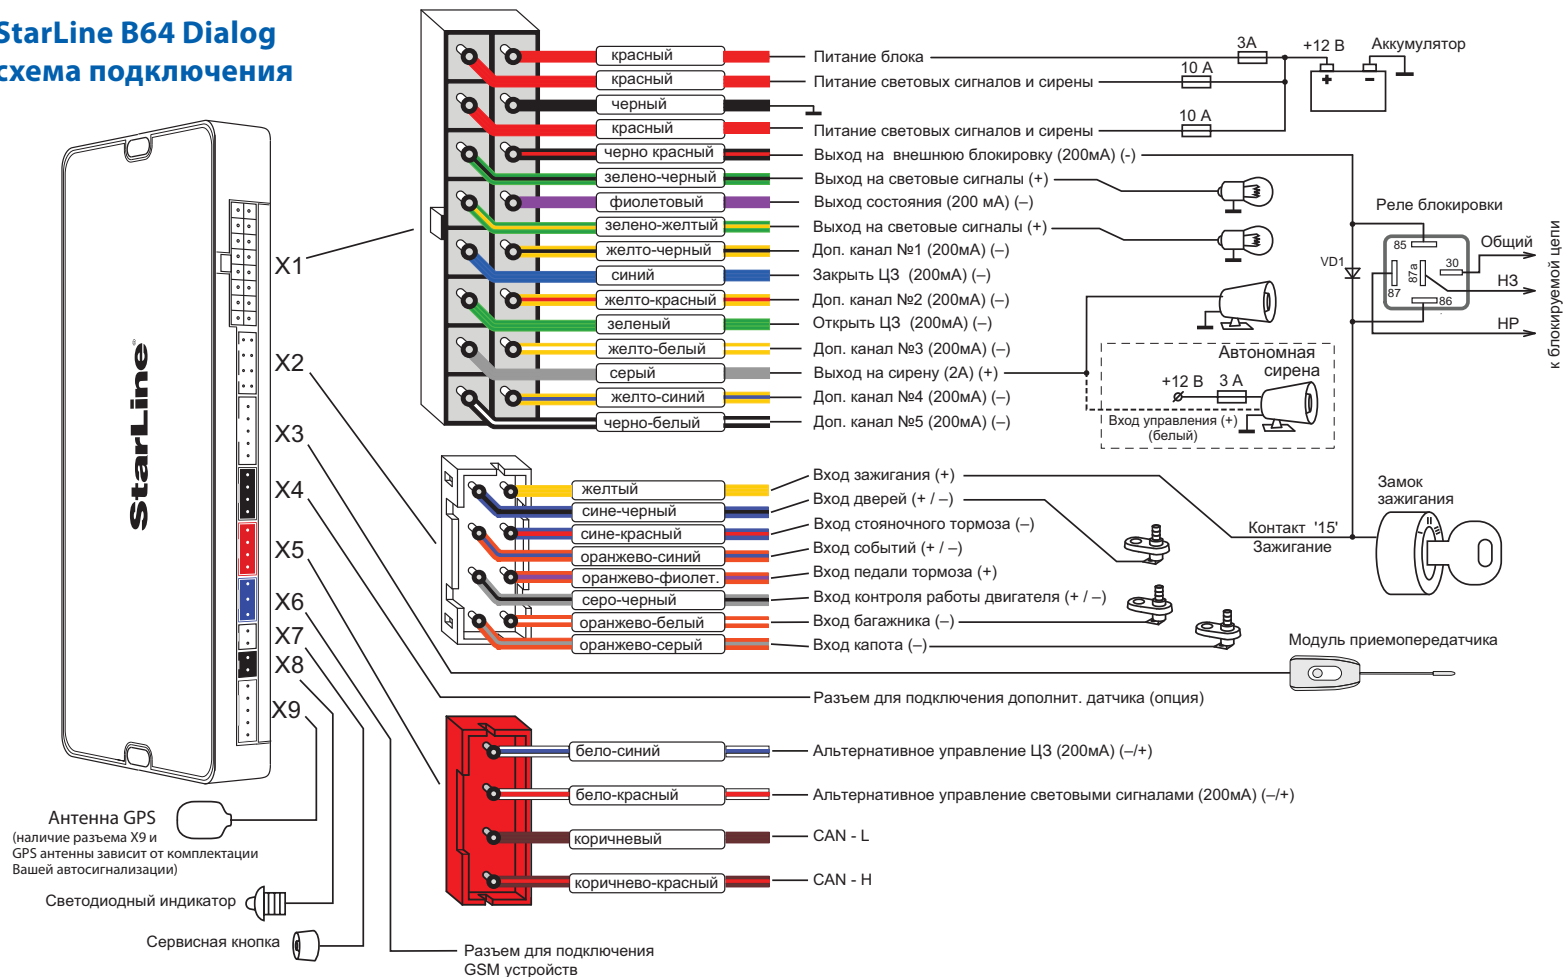 StarLine B64 Dialog
схема подключения
StarLine®
X1
X2
X3
X4
X5
X6
X7
X8
X9
красный
Питание блока
3А
+12 В
Аккумулятор
+
–
красный
Питание световых сигналов и сирены
10 А
черный
красный
Питание световых сигналов и сирены
10 А
черно красный
Выход на внешнюю блокировку (200мА) (-)
зелено-черный
Выход на световые сигналы (+)
фиолетовый
Выход состояния (200 мА) (–)
зелено-желтый
Выход на световые сигналы (+)
желто-черный
Доп. канал №1 (200мА) (–)
синий
Закрыть ЦЗ (200мА) (–)
желто-красный
Доп. канал №2 (200мА) (–)
зеленый
Открыть ЦЗ (200мА) (–)
желто-белый
Доп. канал №3 (200мА) (–)
серый
Выход на сирену (2А) (+)
желто-синий
Доп. канал №4 (200мА) (–)
черно-белый
Доп. канал №5 (200мА) (–)
Реле блокировки
85
30
87a
87
86
VD1
Общий
НЗ
НР
к блокируемой цепи
Автономная
сирена
+12 В
3 А
Вход управления (+)
(белый)
желтый
Вход зажигания (+)
сине-черный
Вход дверей (+ / –)
сине-красный
Вход стояночного тормоза (–)
оранжево-синий
Вход событий (+ / –)
оранжево-фиолет.
Вход педали тормоза (+)
серо-черный
Вход контроля работы двигателя (+ / –)
оранжево-белый
Вход багажника (–)
оранжево-серый
Вход капота (–)
Контакт '15'
Зажигание
Замок
зажигания
Модуль приемопередатчика
Разъем для подключения дополнит. датчика (опция)
бело-синий
Альтернативное управление ЦЗ (200мА) (–/+)
бело-красный
Альтернативное управление световыми сигналами (200мА) (–/+)
коричневый
CAN - L
коричнево-красный
CAN - H
Антенна GPS
(наличие разъема X9 и
GPS антенны зависит от комплектации
Вашей автосигнализации)
Светодиодный индикатор
Сервисная кнопка
Разъем для подключения
GSM устройств